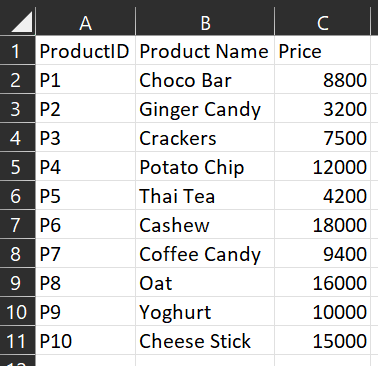 A B C
1 ProductID Product Name Price
2 P1 Choco Bar 8800
3 P2 Ginger Candy 3200
4 P3 Crackers 7500
5 P4 Potato Chip 12000
6 P5 Thai Tea 4200
7 P6 Cashew 18000
8 P7 Coffee Candy 9400
9 P8 Oat 16000
10 P9 Yoghurt 10000
11 P10 Cheese Stick 15000